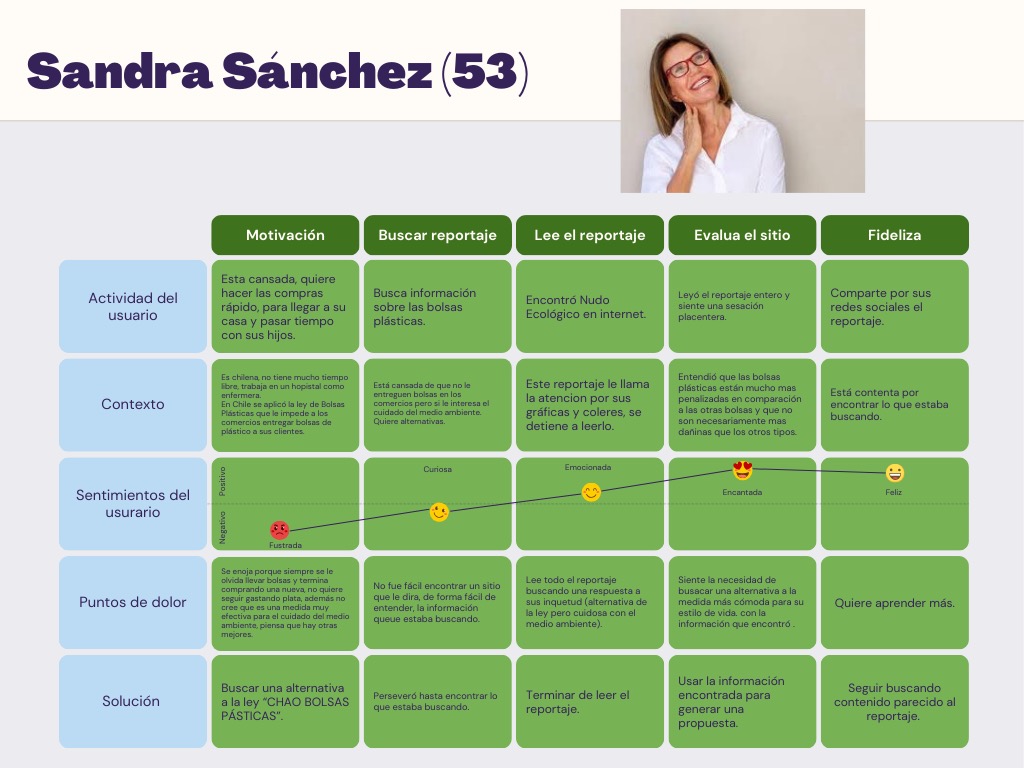 Sandra Sánchez (53)
Motivación
Buscar reportaje
Lee el reportaje
Evalua el sitio
Fideliza
Actividad del
usuario
Esta cansada, quiere
hacer las compras
rápido, para llegar a su
casa y pasar tiempo
con sus hijos.
Busca información
sobre las bolsas
plásticas.
Encontró Nudo
Ecológico en internet.
Leyó el reportaje entero y
siente una sesación
placentera.
Comparte por sus
redes sociales el
reportaje.
Contexto
Es chilena, no tiene mucho tiempo
libre, trabaja en un hopistal como
enfermera.
En Chile se aplico la ley de Bolsas
Plásticas que le impede a los
comercios entregar bolsas de
plástico a sus clientes.
Está cansada de que no le
entreguen bolsas en los
comercios pero si le interesa el
cuidado del medio ambiente.
Quiere alternativas.
Este reportaje le llama
la atencion por sus
gráficas y coleres, se
detiene a leerlo.
Entendió que las bolsas
plásticas están mucho mas
penalizadas en comparación
a las otras bolsas y que no
son necesariamente mas
dañinas que los otros tipos.
Está contenta por
encontrar lo que estaba
buscando.
Sentimientos del
usurario
Positivo
Negativo
Fustrada
Curiosa
Emocionada
Encantada
Feliz
Puntos de dolor
Se enoja porque siempre se le
olvida llevar bolsas y termina
comprando una nueva, no quiere
seguir gastando plata, además no
cree que es una medida muy
efectiva para el cuidado del medio
ambiente, piensa que hay otras
mejores.
No fue fácil encontrar un sitio
que le dira, de forma fácil de
entender, la información
queue estaba buscando.
Lee todo el reportaje
buscando una respuesta a
sus inquetud (alternativa de
la ley pero cuidosa con el
medio ambiente).
Siente la necesidad de
busacar una alternativa a la
medida más cómoda para su
estilo de vida. con la
información que encontró .
Quiere aprender más.
Solución
Buscar una alternativa
a la ley “CHAO BOLSAS
PÁSTICAS”.
Perseveró hasta encontrar lo
que estaba buscando.
Terminar de leer el
reportaje.
Usar la información
encontrada para
generar una
propuesta.
Seguir buscando
contenido parecido al
reportaje.